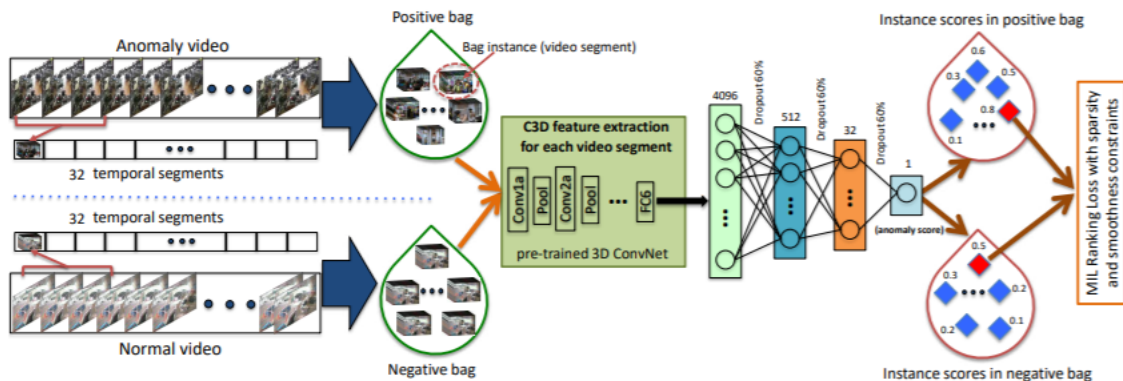 Anomaly video
32 temporal segments
32 temporal segments
Normal video
Positive bag
Bag instance (video segment)
Negative bag
C3D feature extraction
for each video segment
Conv1a
Pool
Conv2a
Pool
FC6
pre-trained 3D ConvNet
4096
Dropout60%
512
Dropout 60%
32
Dropout 60%
1
(anomaly score)
Instance scores in positive bag
0.6
0.3
0.5
0.8
0.1
0.5
0.3
0.2
0.2
0.1
Instance scores in negative bag
MIL Ranking Loss with sparsity
and smoothness constraints